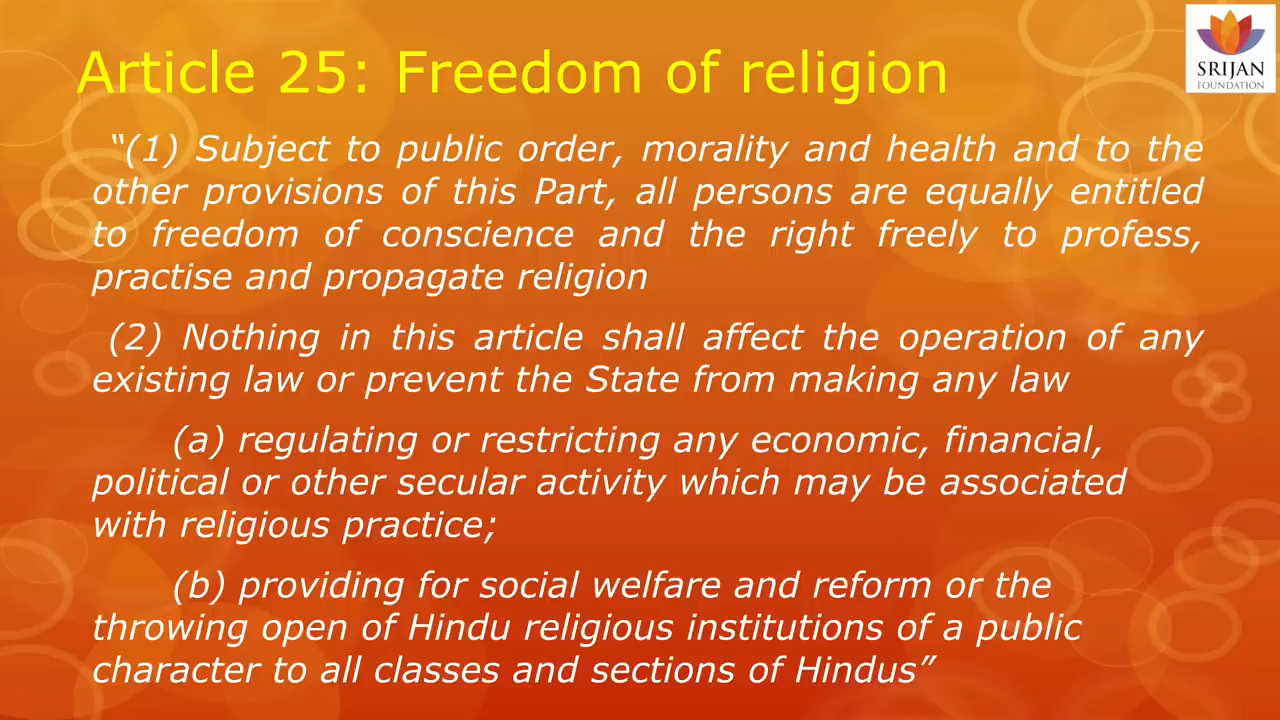 Article 25: Freedom of religion
SRIJAN
FOUNDATION
“(1) Subject to public order, morality and health and to the
other provisions of this Part, all persons are equally entitled
to freedom of conscience and the right freely to profess,
practise and propagate religion
(2) Nothing in this article shall affect the operation of any
existing law or prevent the State from making any law
(a) regulating or restricting any economic, financial,
political or other secular activity which may be associated
with religious practice;
(b) providing for social welfare and reform or the
throwing open of Hindu religious institutions of a public
character to all classes and sections of Hindus”